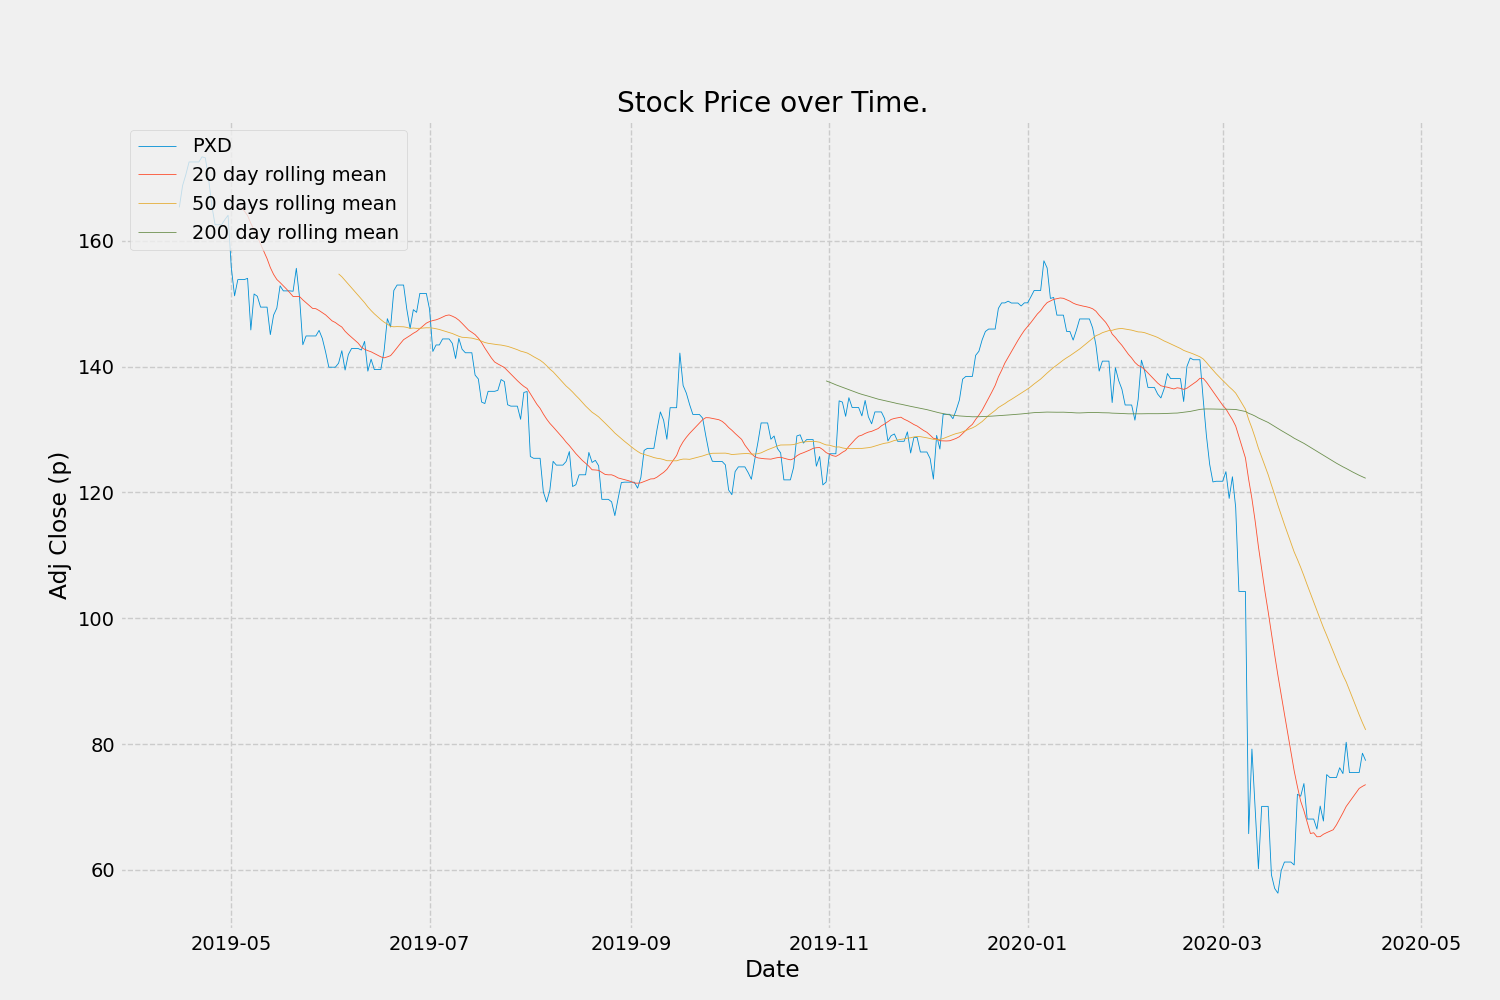 Stock Price over Time.
PXD
20 day rolling mean
50 days rolling mean
200 day rolling mean
Adj Close (p)
160
140
120
100
80
60
2019-05 2019-07 2019-09 2019-11 2020-01 2020-03 2020-05
Date